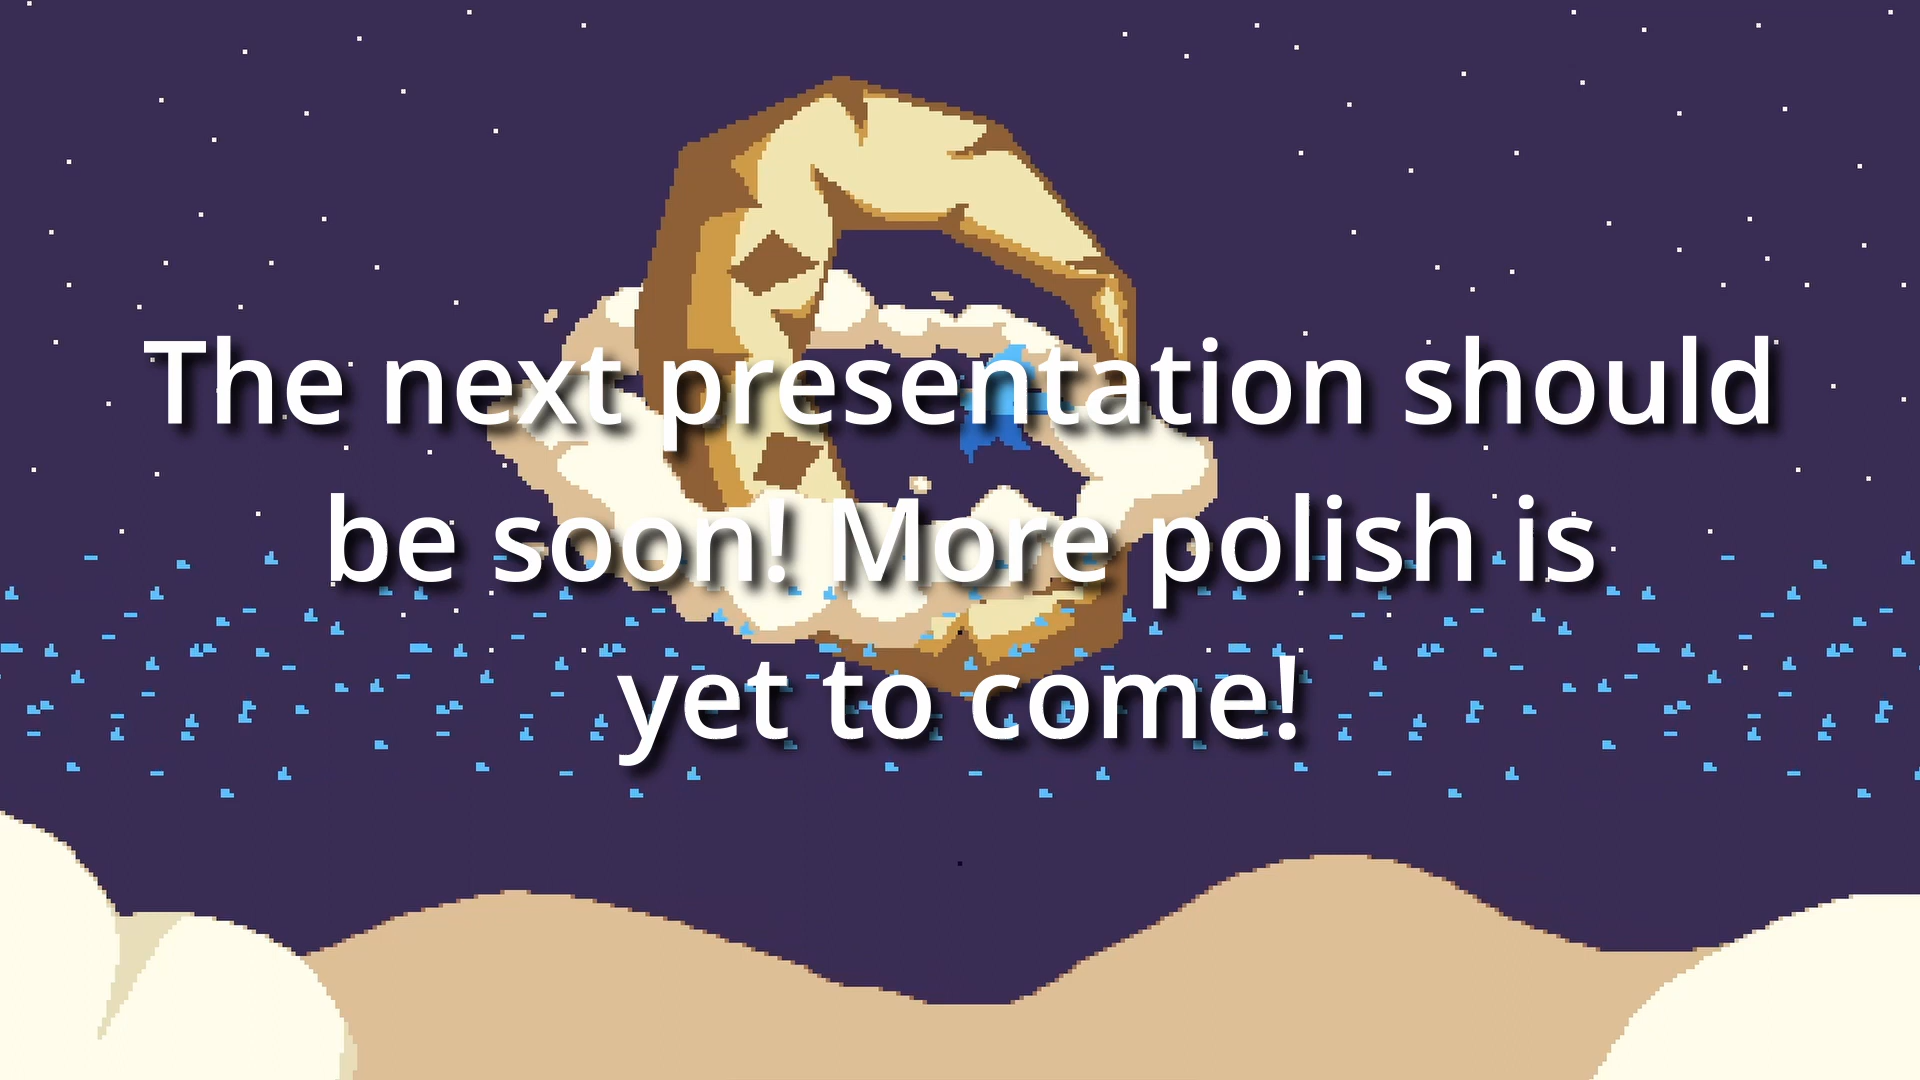 The next presentation should
be soon! More polish is
yet to come!